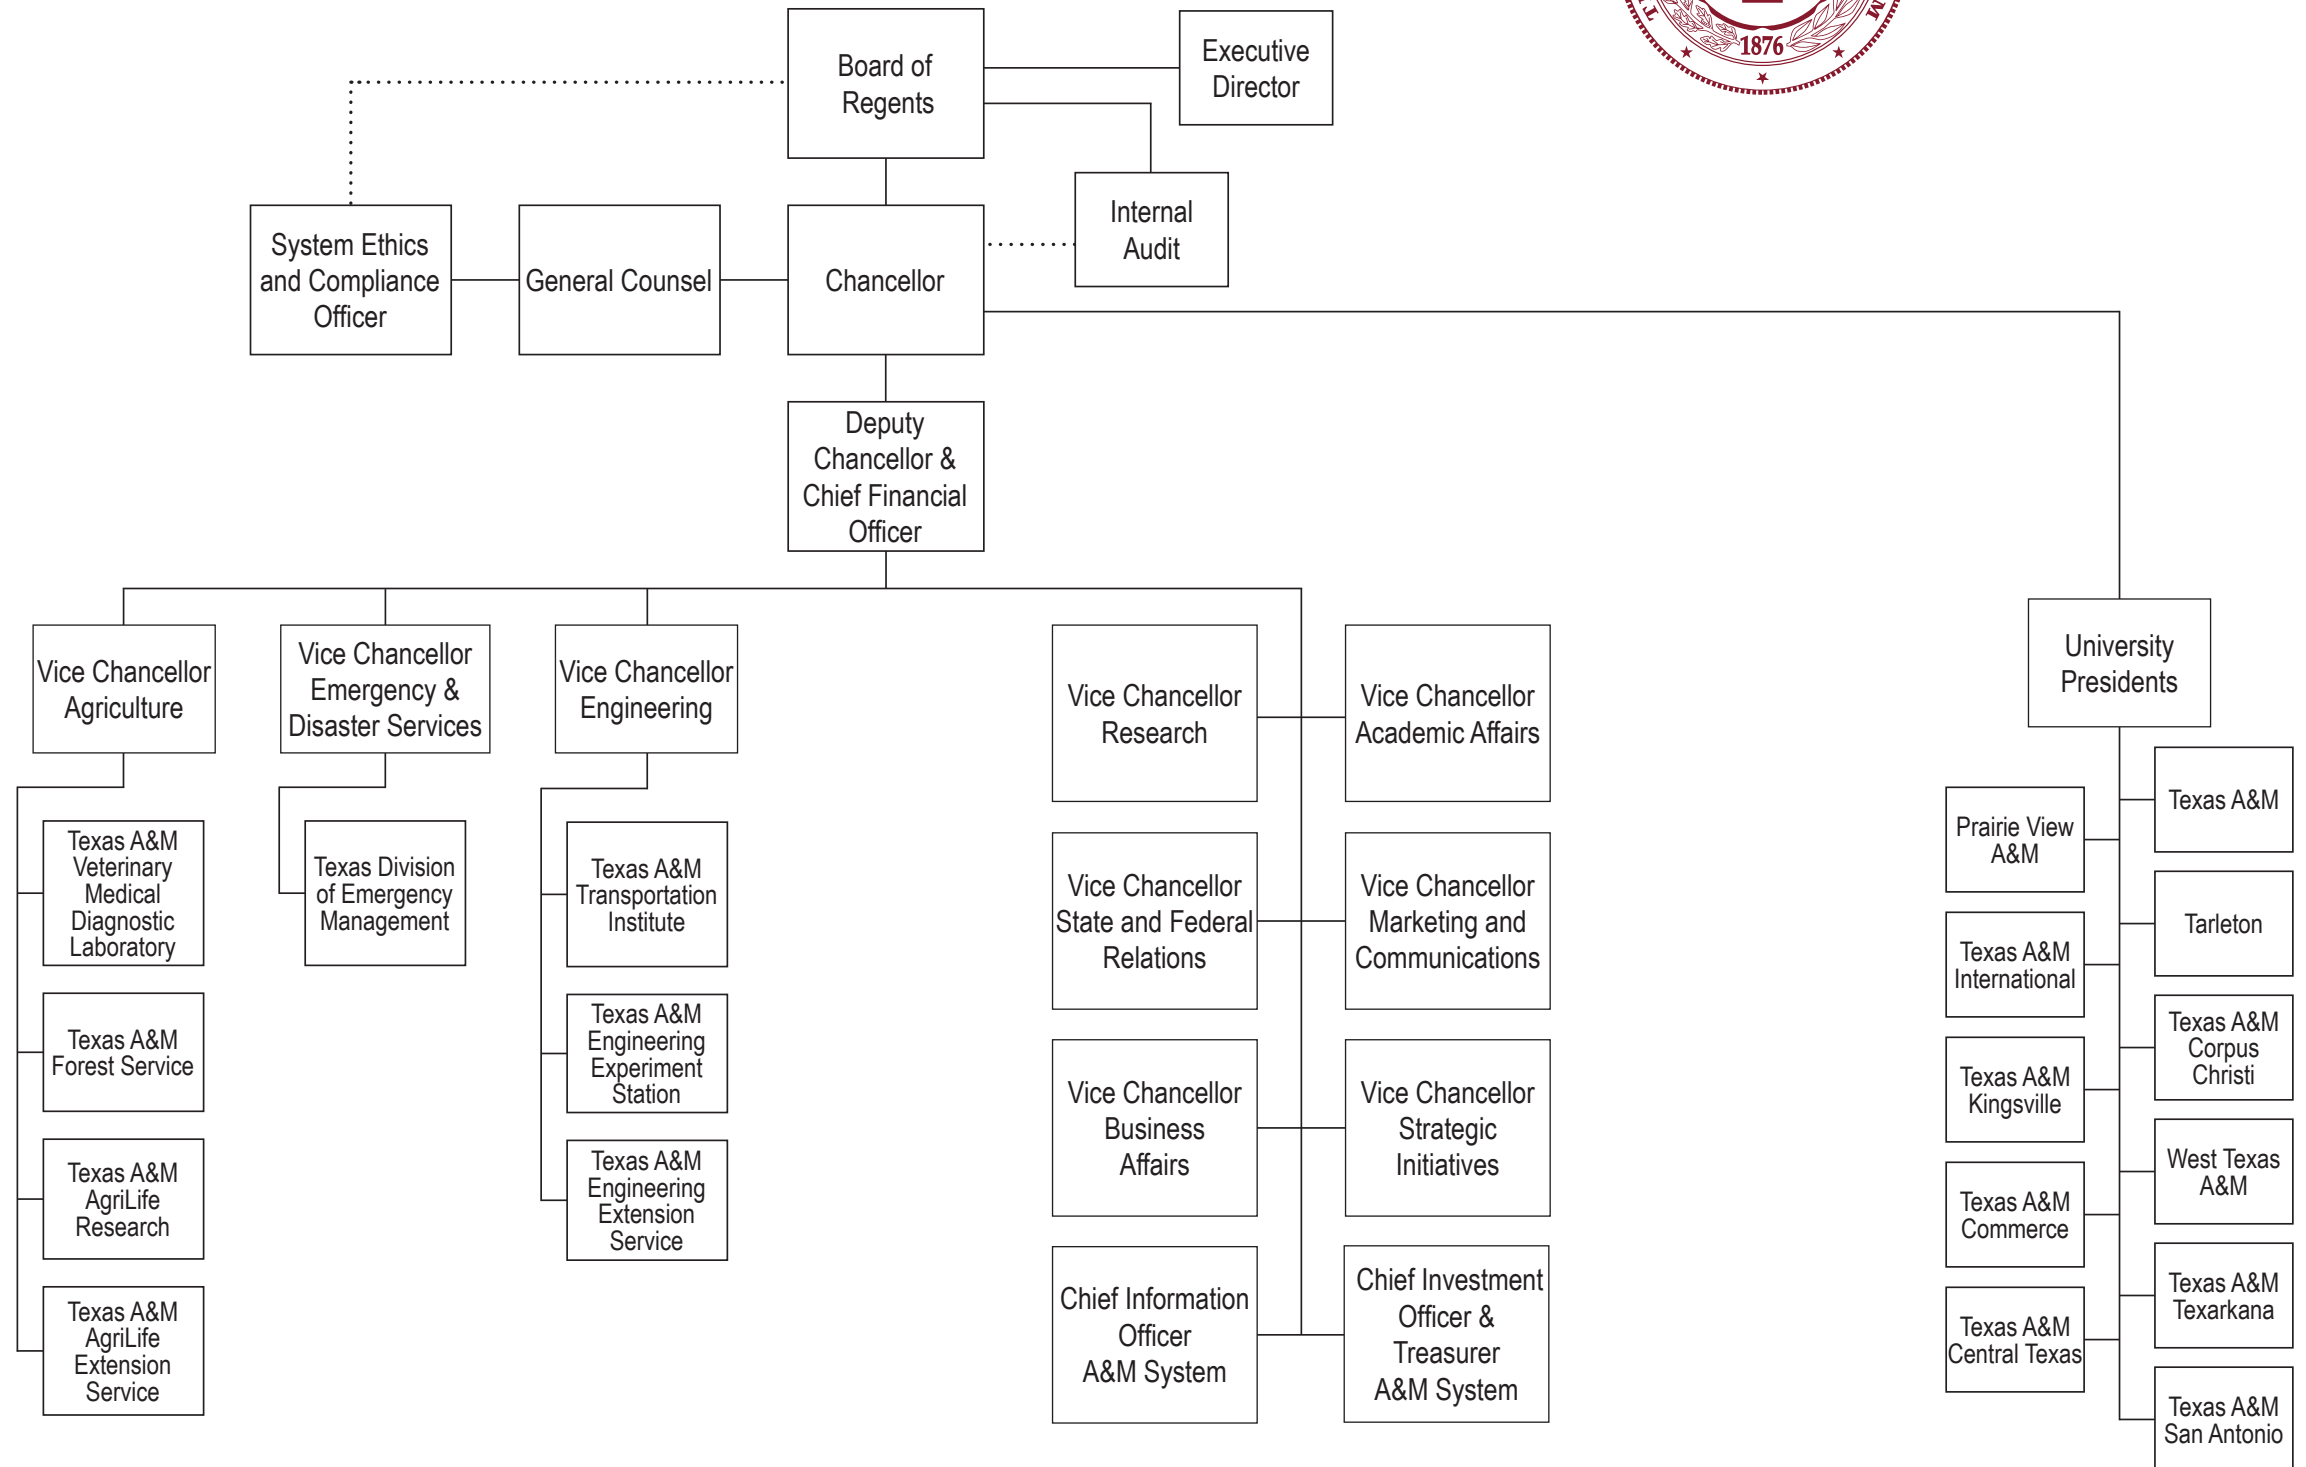 1876
Board of
Regents
Executive
Director
Internal
Audit
System Ethics
and Compliance
Officer
General Counsel
Chancellor
Deputy
Chancellor &
Chief Financial
Officer
Vice Chancellor
Agriculture
Vice Chancellor
Emergency &
Disaster Services
Vice Chancellor
Engineering
Texas A&M
Veterinary
Medical
Diagnostic
Laboratory
Texas A&M
Forest Service
Texas A&M
AgriLife
Research
Texas A&M
AgriLife
Extension
Service
Texas Division
of Emergency
Management
Texas A&M
Transportation
Institute
Texas A&M
Engineering
Experiment
Station
Texas A&M
Engineering
Extension
Service
Vice Chancellor
Research
Vice Chancellor
Academic Affairs
Vice Chancellor
State and Federal
Relations
Vice Chancellor
Marketing and
Communications
Vice Chancellor
Business
Affairs
Vice Chancellor
Strategic
Initiatives
Chief Information
Officer
A&M System
Chief Investment
Officer &
Treasurer
A&M System
University
Presidents
Texas A&M
Prairie View
A&M
Tarleton
Texas A&M
International
Texas A&M
Corpus
Christi
Texas A&M
Kingsville
West Texas
A&M
Texas A&M
Commerce
Texas A&M
Texarkana
Texas A&M
Central Texas
Texas A&M
San Antonio